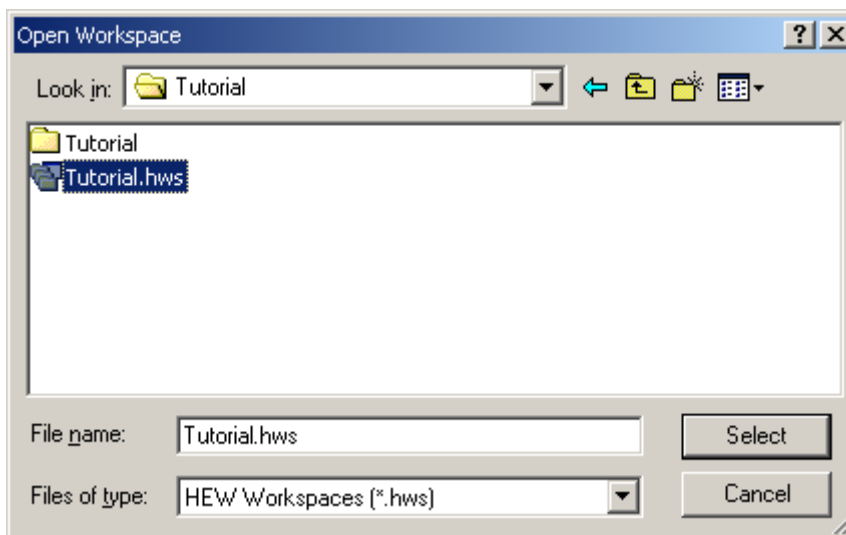 Open Workspace
Look in: Tutorial
Tutorial
Tutorial.hws
File name: Tutorial.hws Select
Files of type: HEW Workspaces (*.hws) Cancel